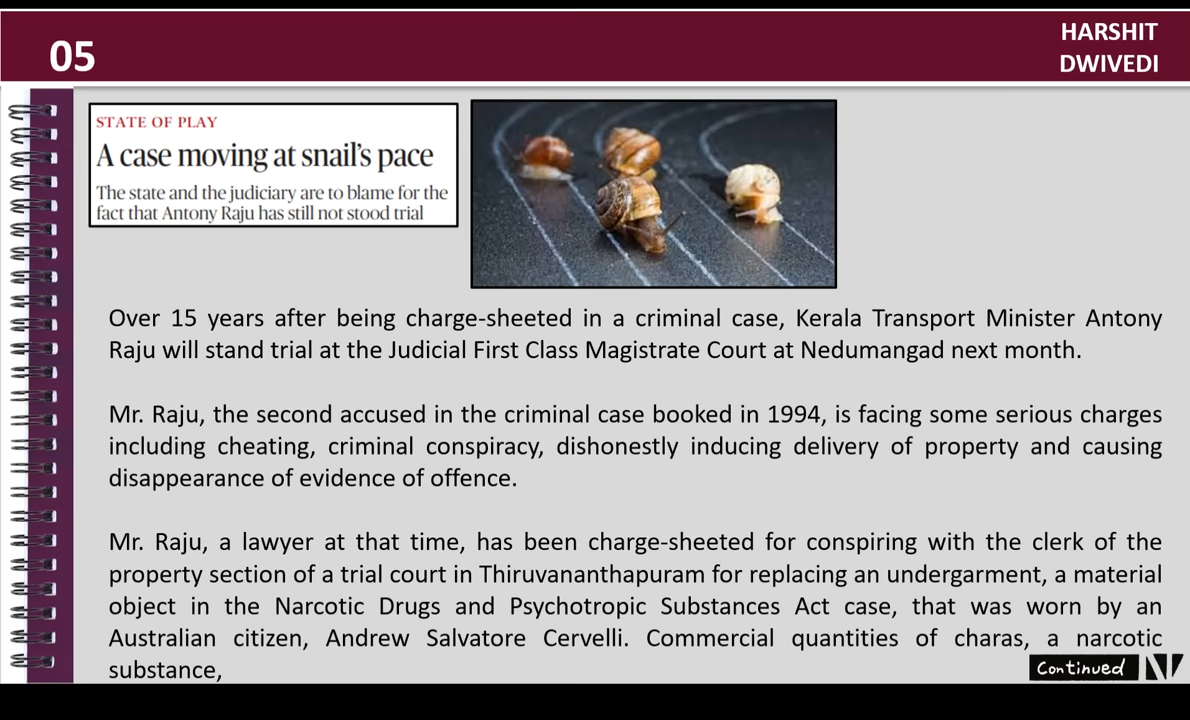 05
HARSHIT
DWIVEDI
STATE OF PLAY
A case moving at snail's pace
The state and the judiciary are to blame for the
fact that Antony Raju has still not stood trial
Over 15 years after being charge-sheeted in a criminal case, Kerala Transport Minister Antony
Raju will stand trial at the Judicial First Class Magistrate Court at Nedumangad next month.
Mr. Raju, the second accused in the criminal case booked in 1994, is facing some serious charges
including cheating, criminal conspiracy, dishonestly inducing delivery of property and causing
disappearance of evidence of offence.
Mr. Raju, a lawyer at that time, has been charge-sheeted for conspiring with the clerk of the
property section of a trial court in Thiruvananthapuram for replacing an undergarment, a material
object in the Narcotic Drugs and Psychotropic Substances Act case, that was worn by an
Australian citizen, Andrew Salvatore Cervelli. Commercial quantities of charas, a narcotic
substance,
Continued